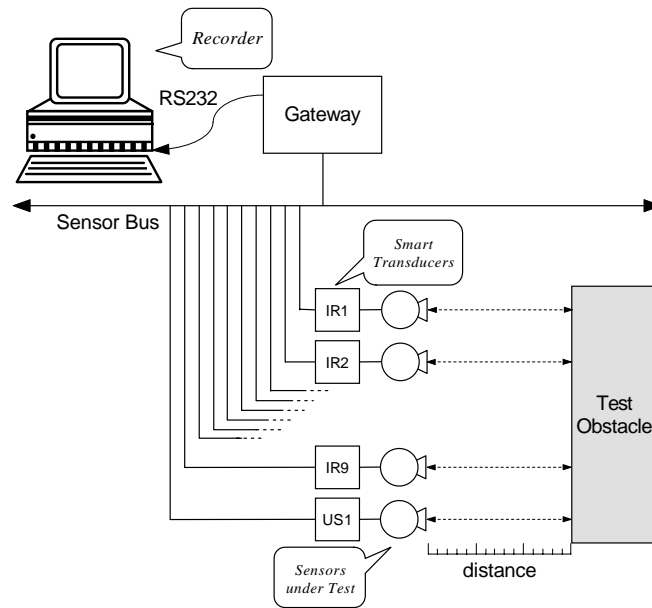 Recorder
RS232
Gateway
Sensor Bus
Smart
Transducers
IR1
IR2
Test
Obstacle
IR9
US1
Sensors
under Test
distance